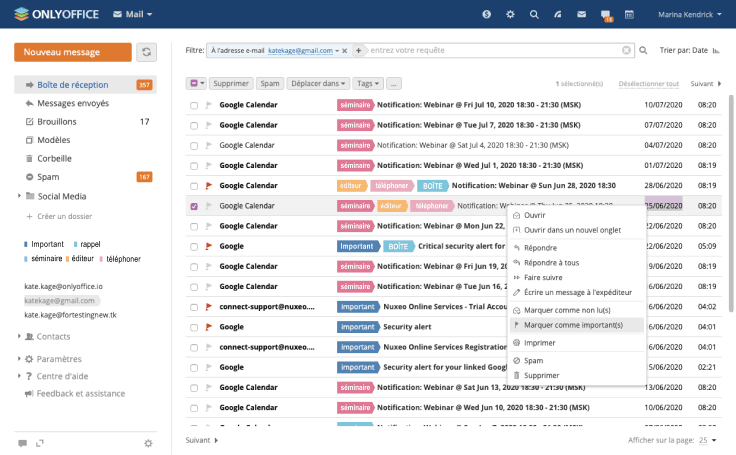 ONLYOFFICE Mail Marina Kendrick
Nouveau message
Filtre: À l'adresse e-mail katekage@gmail.com × + entrez votre requête Trier par: Date
Supprimer Spam Déplacer dans Tags ... 1 sélectionné(s) Désélectionner tout Suivant
Boîte de réception 357
Messages envoyés
Brouillons 17
Modèles
Corbeille
Spam 167
Social Media
+ Créer un dossier
Important rappel
séminaire éditeur téléphoner
kate.kage@onlyoffice.io
katekage@gmail.com
kate.kage@fortestingnew.tk
Contacts
Paramètres
Centre d'aide
Feedback et assistance
Google Calendar séminaire Notification: Webinar @ Fri Jul 10, 2020 18:30 - 21:30 (MSK) 10/07/2020 08:20
Google Calendar séminaire Notification: Webinar @ Tue Jul 7, 2020 18:30 - 21:30 (MSK) 07/07/2020 08:20
Google Calendar séminaire Notification: Webinar @ Sat Jul 4, 2020 18:30 - 21:30 (MSK) 04/07/2020 08:20
Google Calendar séminaire Notification: Webinar @ Wed Jul 1, 2020 18:30 - 21:30 (MSK) 01/07/2020 08:19
Google Calendar éditeur téléphoner BOÎTE Notification: Webinar @ Sun Jun 28, 2020 18:30 28/06/2020 08:19
Google Calendar séminaire éditeur téléphoner Notification: 25/06/2020 08:20
Google Calendar séminaire Notification: Webinar @ Mon Jun 22, 22/06/2020 08:20
Google Important BOÎTE Critical security alert for 22/06/2020 05:09
Google Calendar séminaire Notification: Webinar @ Fri Jun 19, 20 9/06/2020 08:19
Google Calendar séminaire Notification: Webinar @ Tue Jun 16, 2 6/06/2020 08:20
connect-support@nuxeo.... Important Nuxeo Online Services - Trial Accou 6/06/2020 04:02
Google Important Security alert 6/06/2020 04:01
connect-support@nuxeo.... Important Nuxeo Online Services Registration 6/06/2020 04:01
Google Important Security alert for your linked Googl 5/06/2020 02:21
Google Calendar séminaire Notification: Webinar @ Sat Jun 13, 2020 18:30 - 21:30 (MSK) 13/06/2020 08:20
Google Calendar séminaire Notification: Webinar @ Wed Jun 10, 2020 18:30 - 21:30 (MSK) 10/06/2020 08:20
Ouvrir
Ouvrir dans un nouvel onglet
Répondre
Répondre à tous
Faire suivre
Écrire un message à l'expéditeur
Marquer comme non lu(s)
Marquer comme important(s)
Imprimer
Spam
Supprimer
Suivant Afficher sur la page: 25